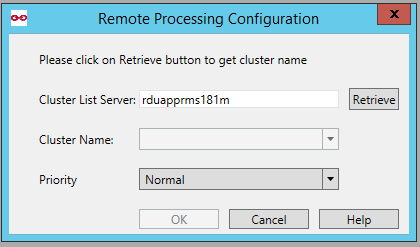 Remote Processing Configuration
x
Please click on Retrieve button to get cluster name
Cluster List Server: rduapprms181m Retrieve
Cluster Name:
Priority Normal
OK Cancel Help